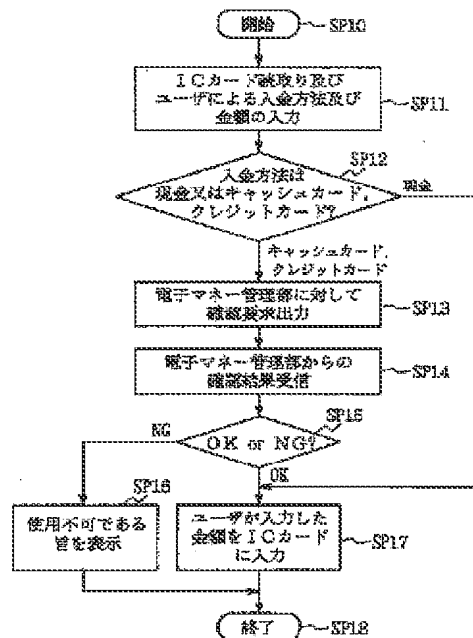 開始
SP10
ICカード読取り及び
ユーザによる入金方法及び
金額の入力
SP11
SP12
入金方法は
現金又はキャッシュカード,
クレジットカード?
現金
キャッシュカード,
クレジットカード
電子マネー管理部に対して
確認要求出力
SP13
電子マネー管理部からの
確認結果受信
SP14
SP15
OK or NG?
NG
OK
SP16
使用不可である
旨を表示
ユーザが入力した
金額をICカード
に入力
SP17
終了
SP18